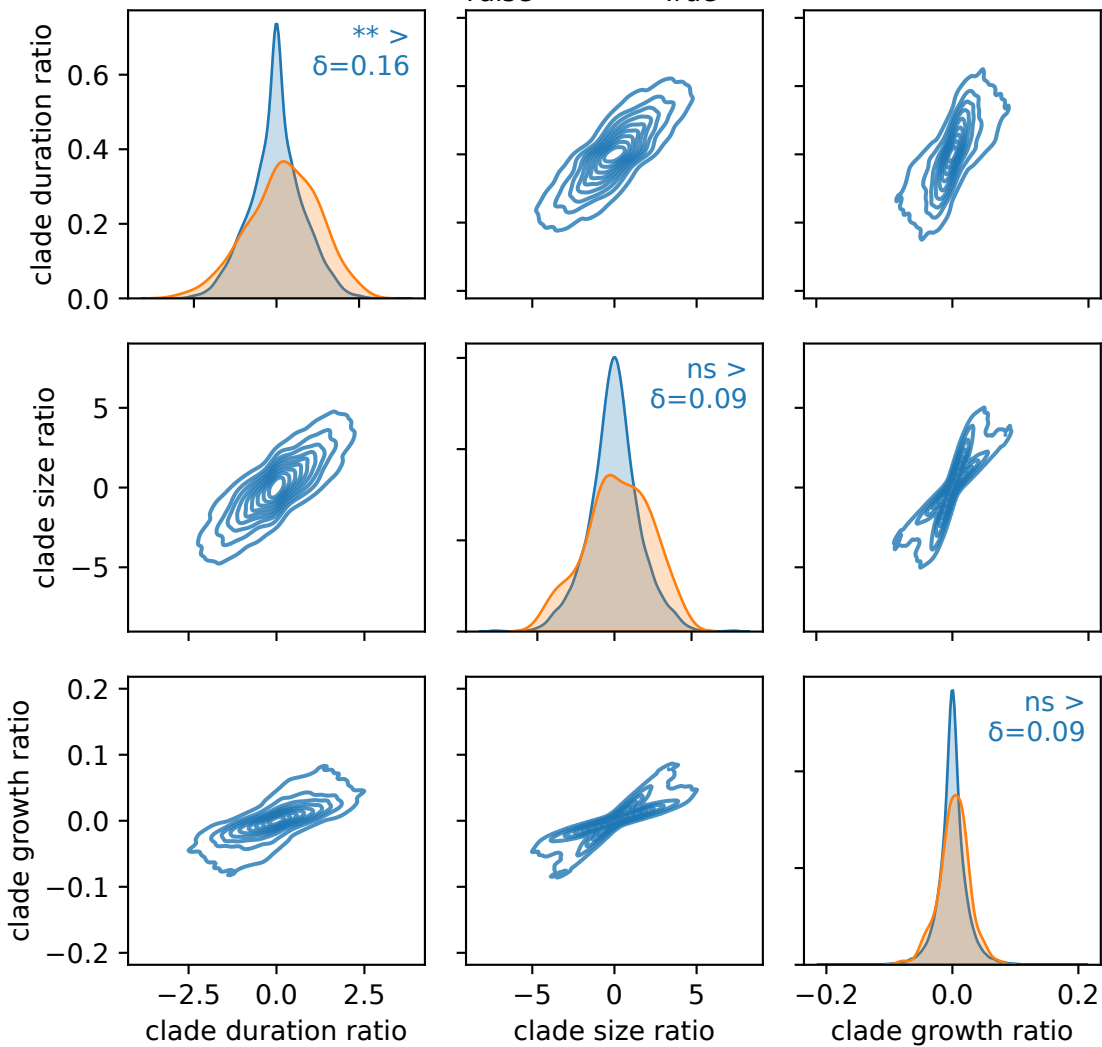 False True
clade duration ratio
0.6
0.4
0.2
0.0
** >
δ=0.16
clade size ratio
5
0
−5
ns >
δ=0.09
clade growth ratio
0.2
0.1
0.0
−0.1
−0.2
ns >
δ=0.09
−2.5 0.0 2.5
−5 0 5
−0.2 0.0 0.2
clade duration ratio
clade size ratio
clade growth ratio